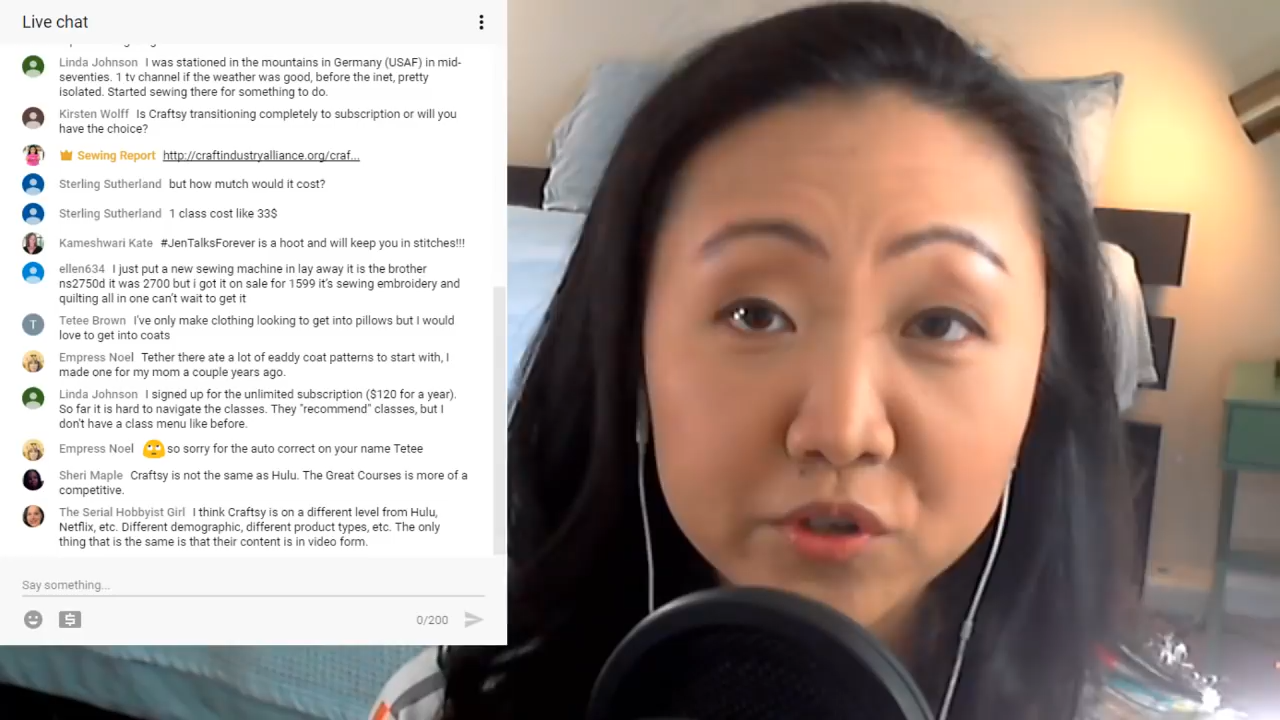 Live chat
Linda Johnson I was stationed in the mountains in Germany (USAF) in mid-
seventies. 1 tv channel if the weather was good, before the inet, pretty
isolated. Started sewing there for something to do.
Kirsten Wolff Is Craftsy transitioning completely to subscription or will you
have the choice?
Sewing Report http://craftindustryalliance.org/craf...
Sterling Sutherland but how mutch would it cost?
Sterling Sutherland 1 class cost like 33$
Kameshwari Kate #JenTalksForever is a hoot and will keep you in stitches!!!
ellen634 I just put a new sewing machine in lay away it is the brother
ns2750d it was 2700 but i got it on sale for 1599 it's sewing embroidery and
quilting all in one can't wait to get it
T Tetee Brown I've only make clothing looking to get into pillows but I would
love to get into coats
Empress Noel Tether there ate a lot of eaddy coat patterns to start with, I
made one for my mom a couple years ago.
Linda Johnson I signed up for the unlimited subscription ($120 for a year).
So far it is hard to navigate the classes. They "recommend" classes, but I
don't have a class menu like before.
Empress Noel 🙄 so sorry for the auto correct on your name Tetee
Sheri Maple Craftsy is not the same as Hulu. The Great Courses is more of a
competitive.
The Serial Hobbyist Girl I think Craftsy is on a different level from Hulu,
Netflix, etc. Different demographic, different product types, etc. The only
thing that is the same is that their content is in video form.
Say something...
0/200